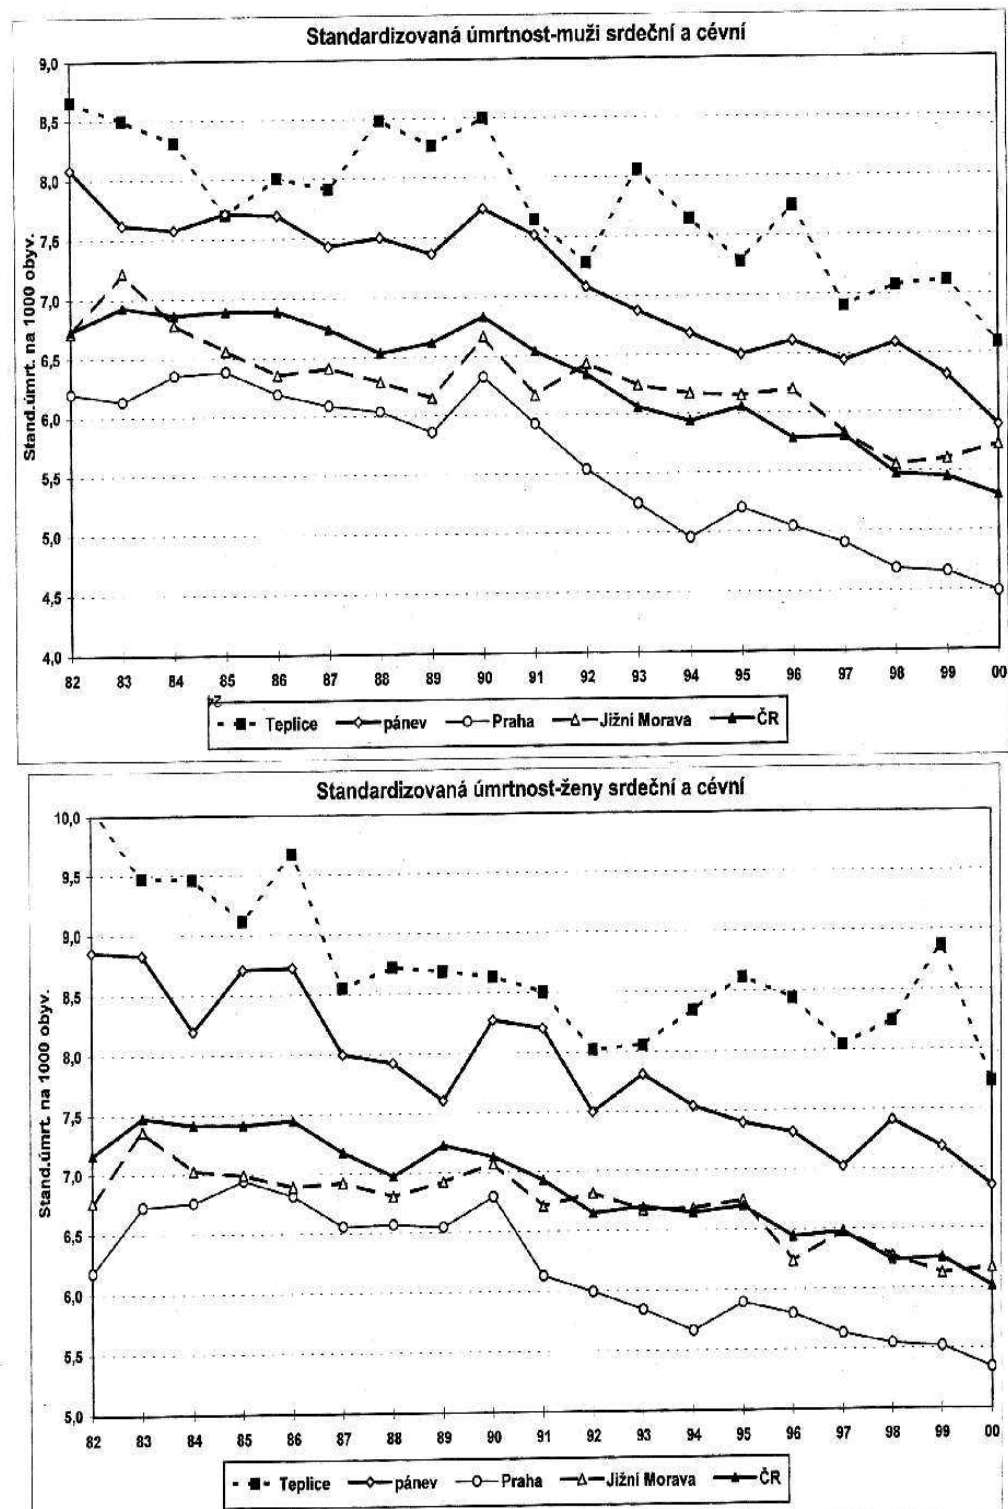 Standardizovaná úmrtnost-muži srdeční a cévní
Stand.úmrt. na 1000 obyv.
9,0
8,5
8,0
7,5
7,0
6,5
6,0
5,5
5,0
4,5
4,0
82 83 84 85 86 87 88 89 90 91 92 93 94 95 96 97 98 99 00
24
Teplice pánev Praha Jižní Morava ČR
Standardizovaná úmrtnost-ženy srdeční a cévní
Stand.úmrt. na 1000 obyv.
10,0
9,5
9,0
8,5
8,0
7,5
7,0
6,5
6,0
5,5
5,0
82 83 84 85 86 87 88 89 90 91 92 93 94 95 96 97 98 99 00
Teplice pánev Praha Jižní Morava ČR